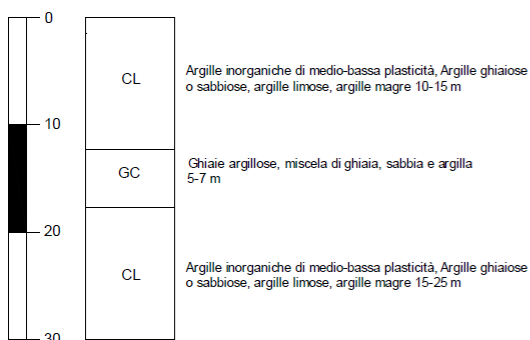 0
CL
Argille inorganiche di medio-bassa plasticità, Argille ghiaiose
o sabbiose, argille limose, argille magre 10-15 m
10
GC
Ghiaie argillose, miscela di ghiaia, sabbia e argilla
5-7 m
20
CL
Argille inorganiche di medio-bassa plasticità, Argille ghiaiose
o sabbiose, argille limose, argille magre 15-25 m
30